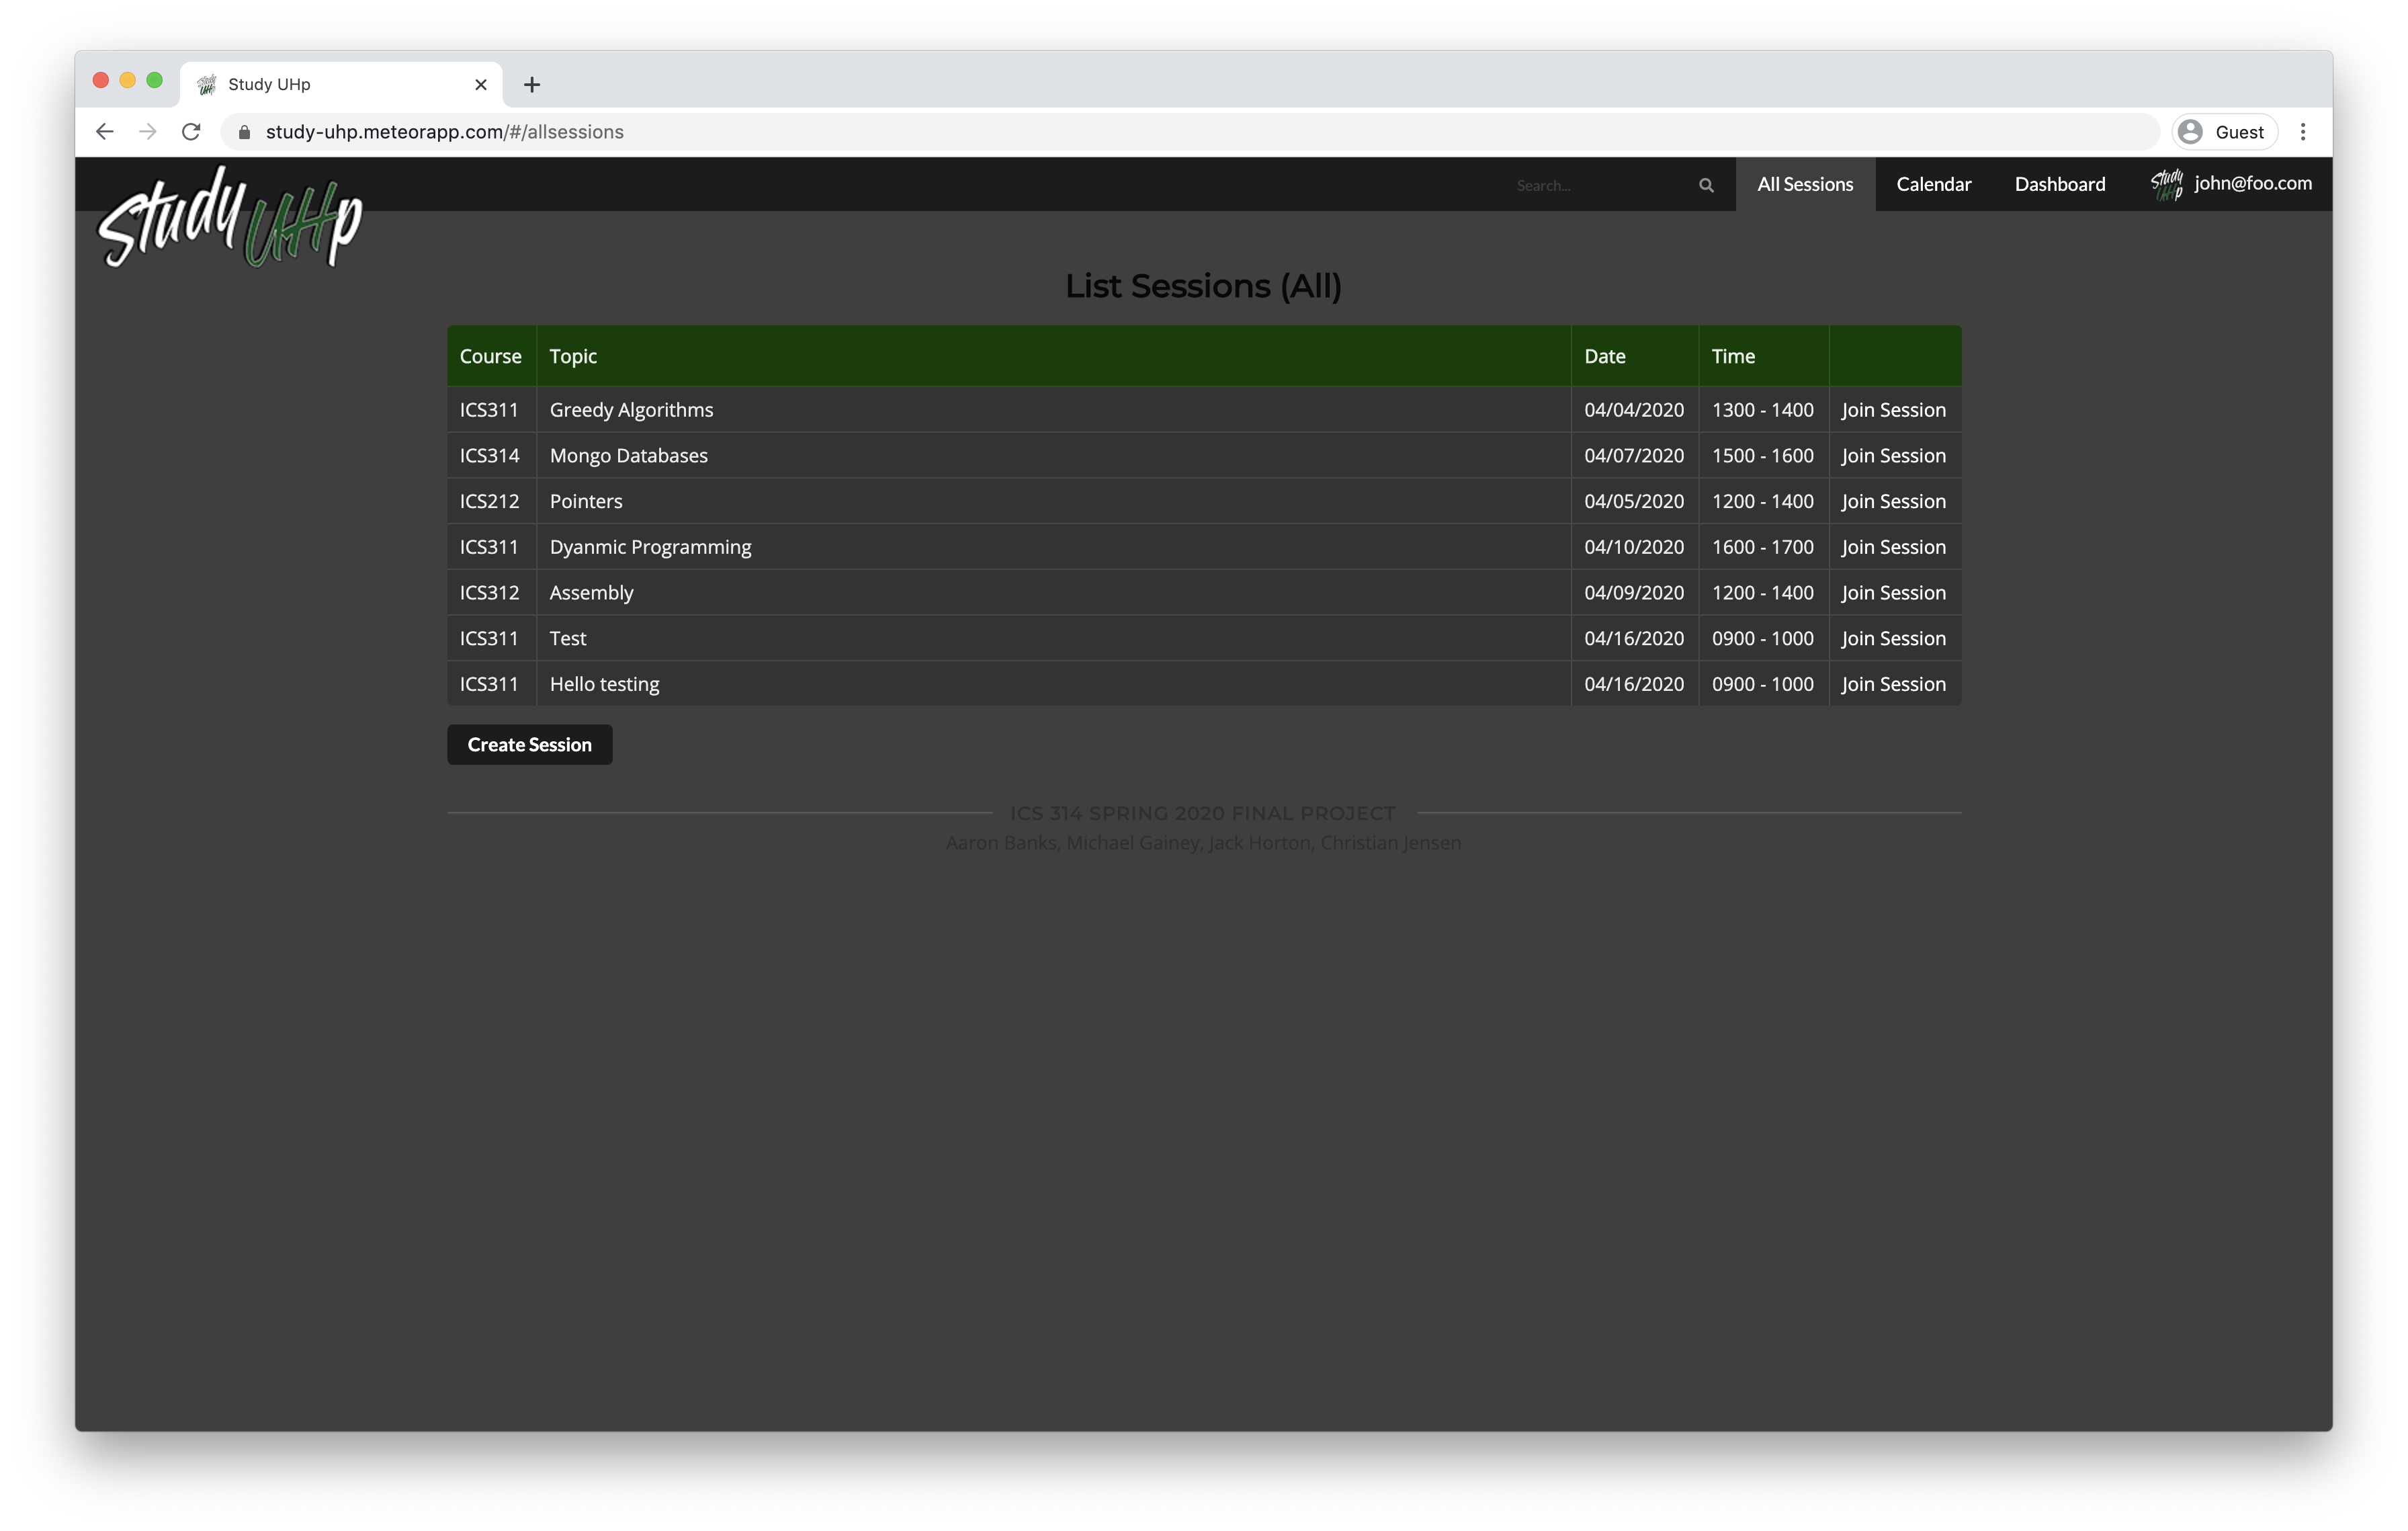 Study UHp
study-uhp.meteorapp.com/#/allsessions
Guest
Study UHp
Search...
All Sessions
Calendar
Dashboard
Study UHp
john@foo.com
List Sessions (All)
Course Topic Date Time
ICS311 Greedy Algorithms 04/04/2020 1300 - 1400 Join Session
ICS314 Mongo Databases 04/07/2020 1500 - 1600 Join Session
ICS212 Pointers 04/05/2020 1200 - 1400 Join Session
ICS311 Dyanmic Programming 04/10/2020 1600 - 1700 Join Session
ICS312 Assembly 04/09/2020 1200 - 1400 Join Session
ICS311 Test 04/16/2020 0900 - 1000 Join Session
ICS311 Hello testing 04/16/2020 0900 - 1000 Join Session
Create Session
ICS 314 SPRING 2020 FINAL PROJECT
Aaron Banks, Michael Gainey, Jack Horton, Christian Jensen